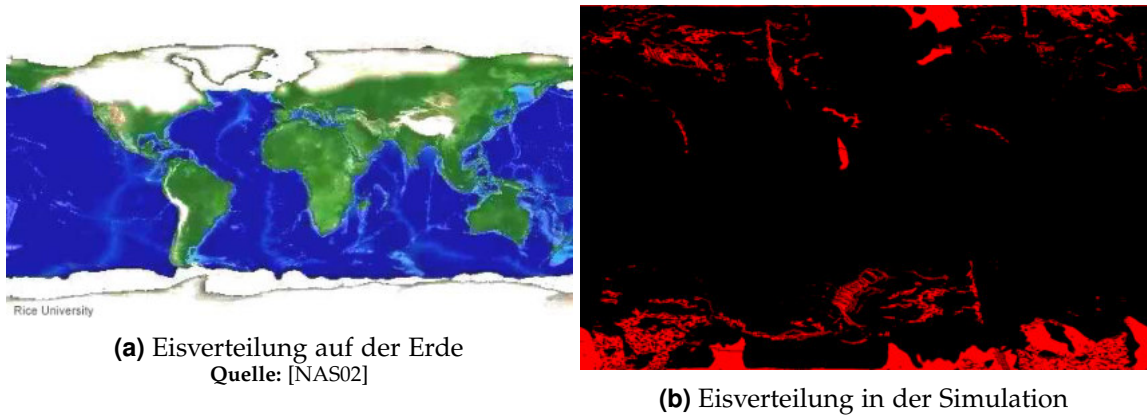 Rice University
(a) Eisverteilung auf der Erde
Quelle: [NAS02]
(b) Eisverteilung in der Simulation